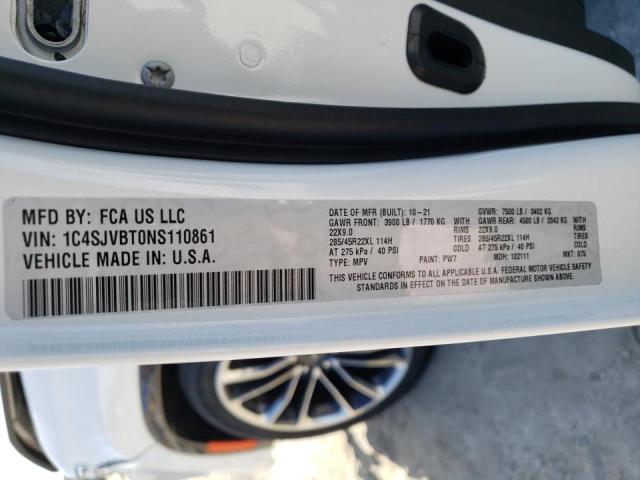 MFD BY: FCA US LLC
VIN: 1C4SJVBT0NS110861
VEHICLE MADE IN: U.S.A.
DATE OF MFR (BUILT): 10-21 GVWR: 7500 LB / 3402 KG
GAWR FRONT: 3900 LB / 1770 KG GAWR REAR: 4500 LB / 2042 KG
22X9.0 RIMS 22X9.0 RIMS
285/45R22XL 114H TIRES 285/45R22XL 114H TIRES
AT 275 kPa / 40 PSI COLD AT 275 kPa / 40 PSI COLD
TYPE: MPV PAINT: PW7 MDH: 102111 MKT: 875
THIS VEHICLE CONFORMS TO ALL APPLICABLE U.S.A. FEDERAL MOTOR VEHICLE SAFETY
STANDARDS IN EFFECT ON THE DATE OF MANUFACTURE SHOWN ABOVE.